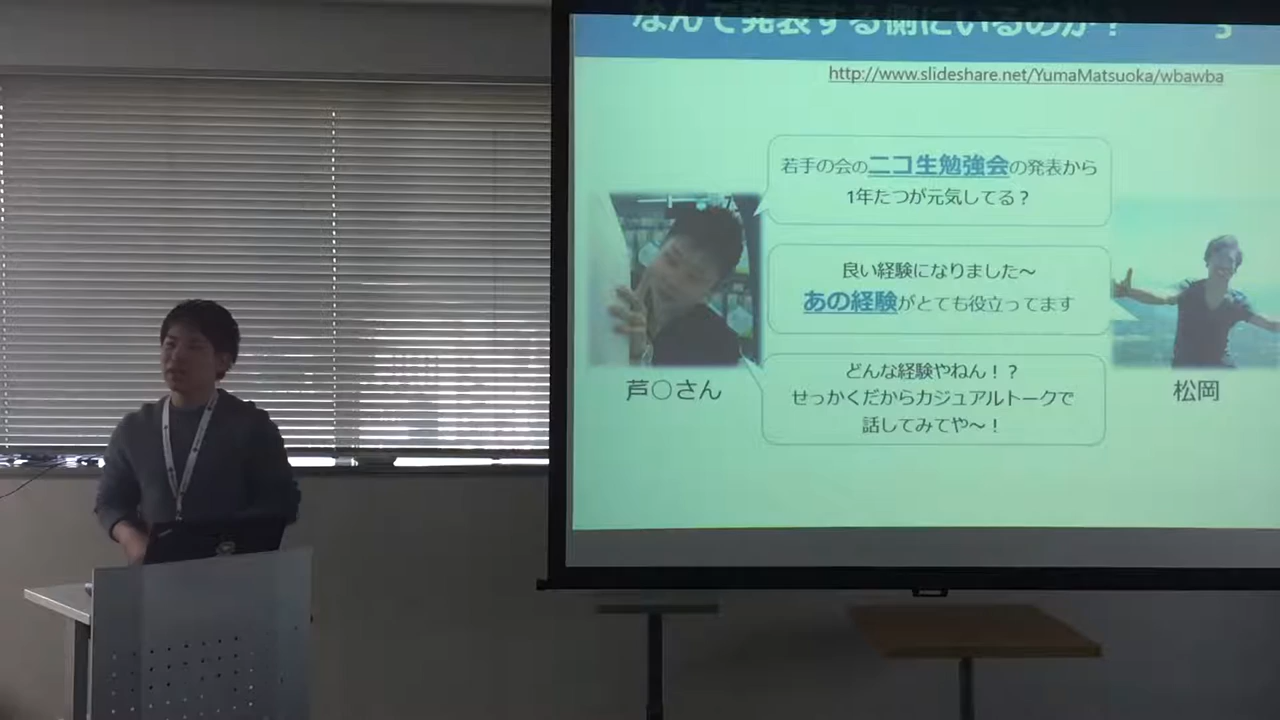 なんで発表する側にいるのか？
3
http://www.slideshare.net/YumaMatsuoka/wbawba
若手の会のニコ生勉強会の発表から
1年たつが元気してる？
良い経験になりました～
あの経験がとても役立ってます
どんな経験やねん！？
せっかくだからカジュアルトークで
話してみてや～！
芦〇さん
松岡